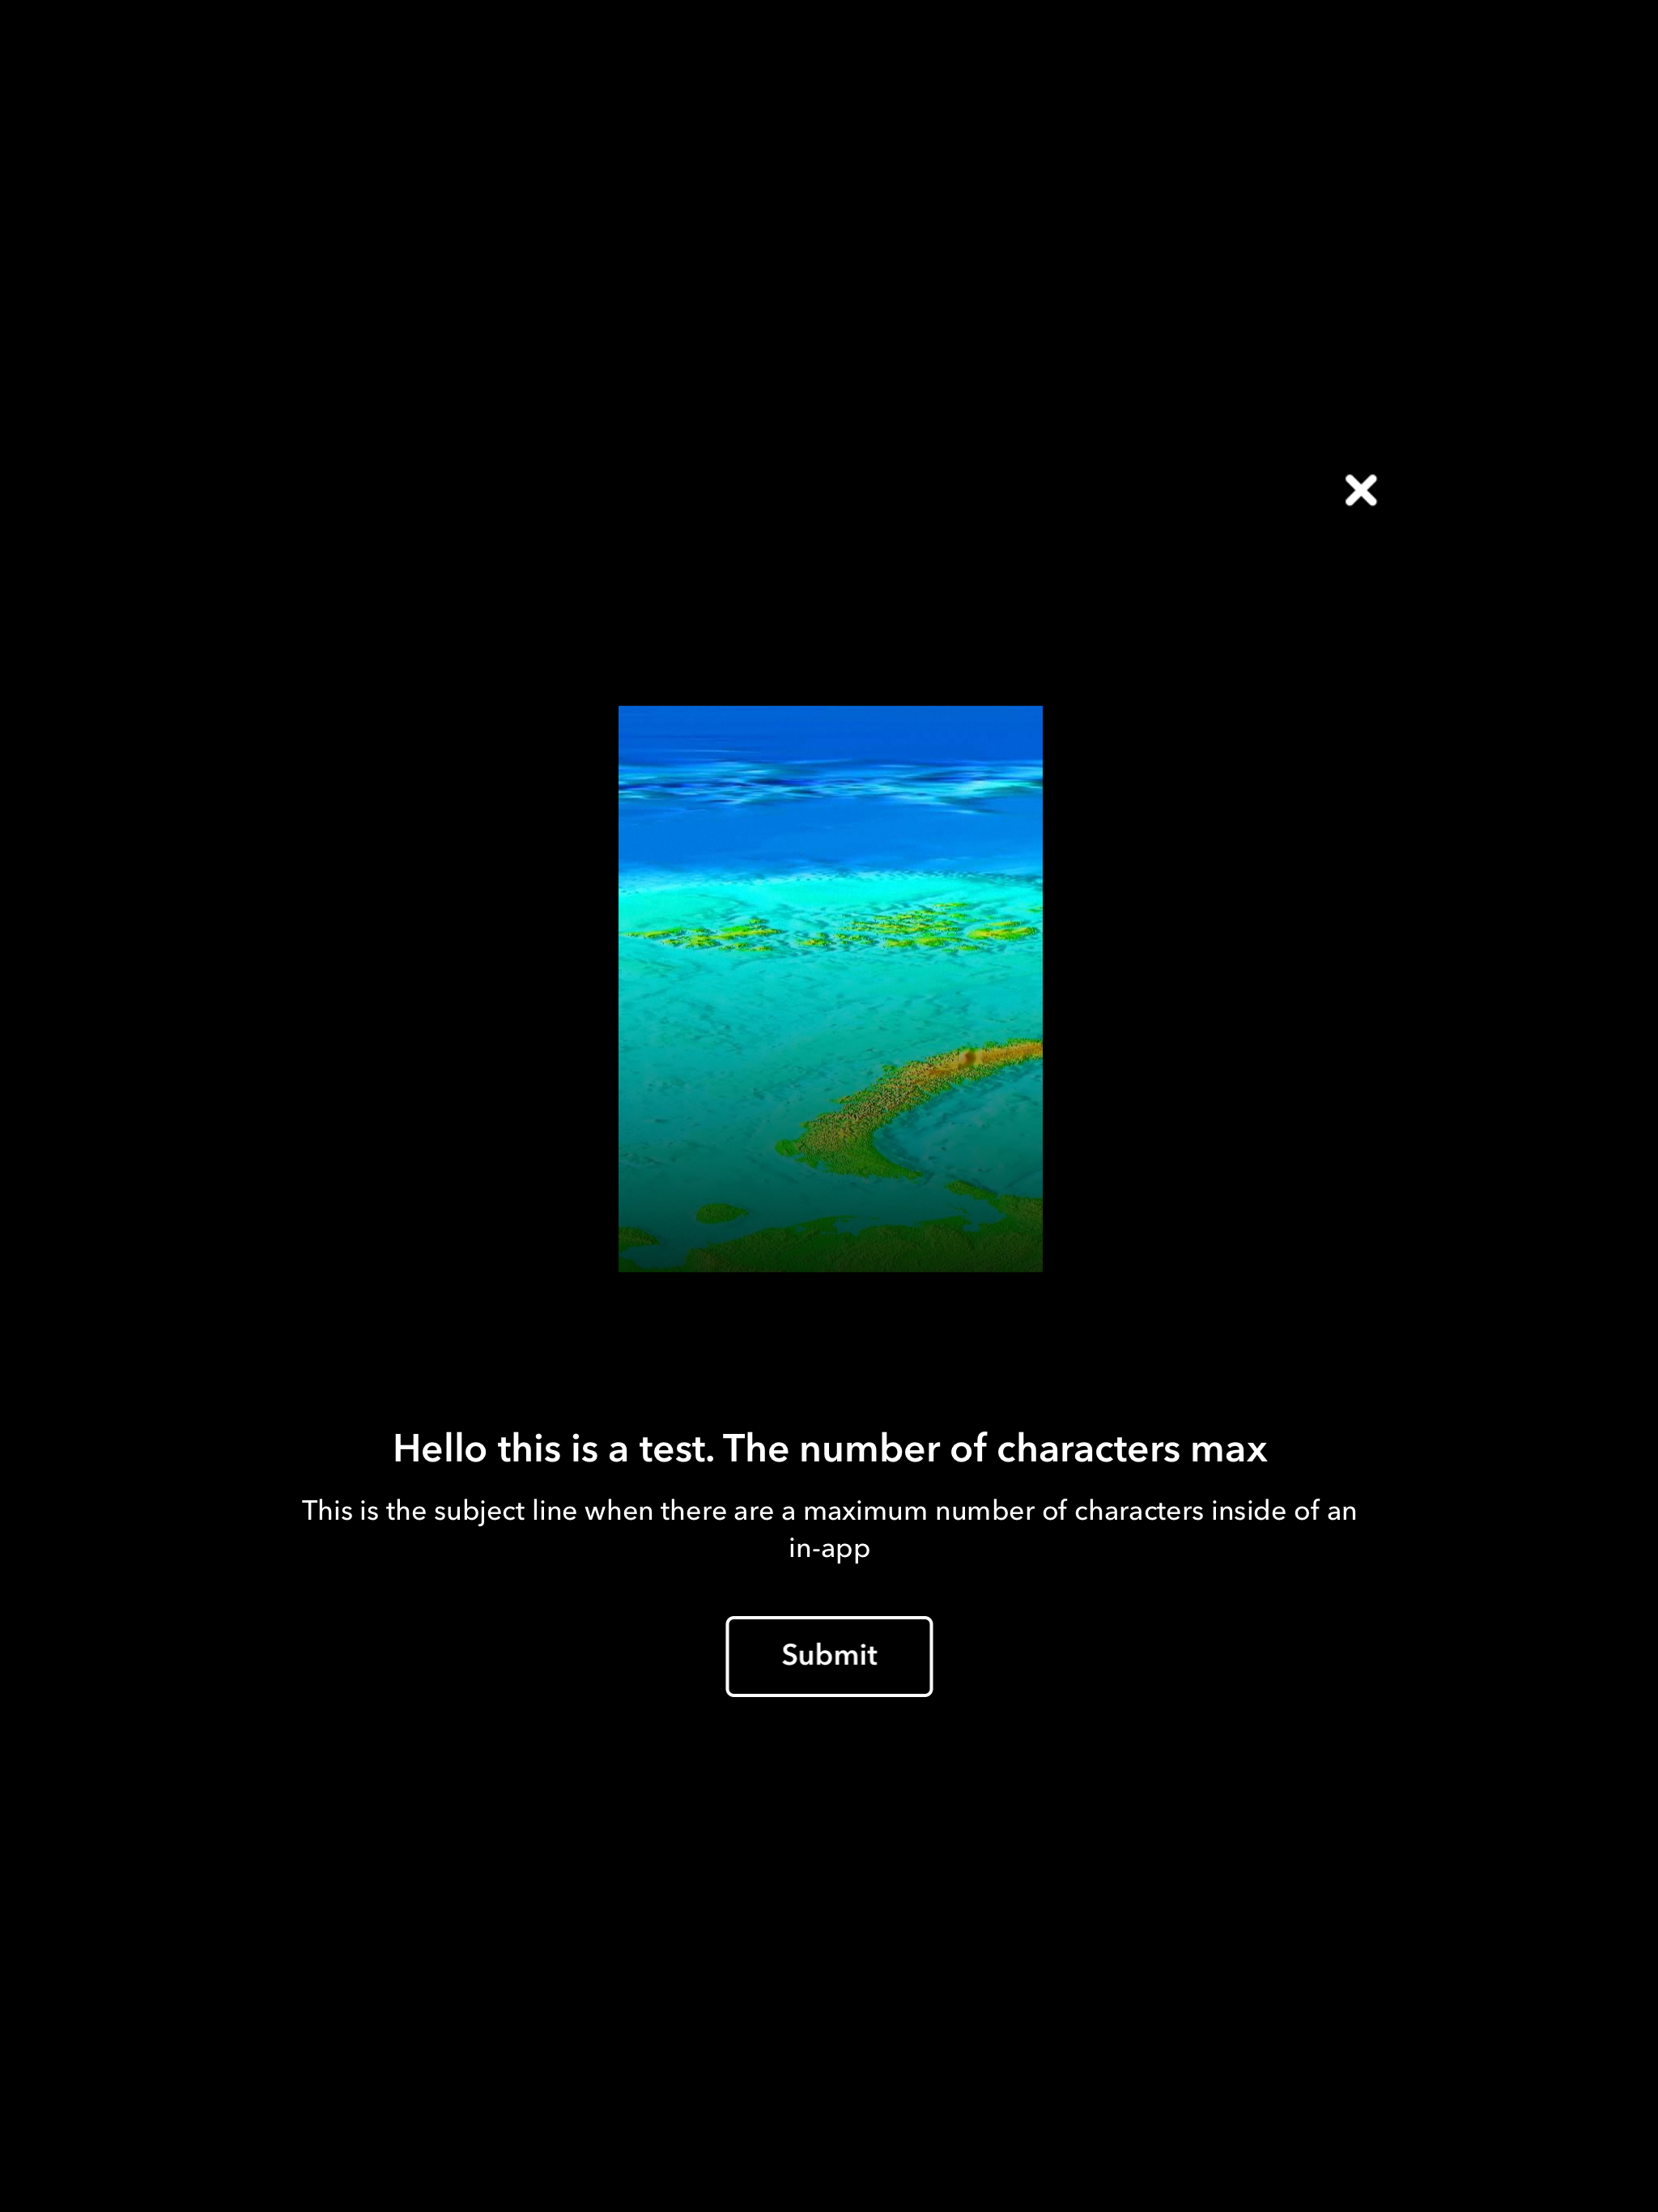 Hello this is a test. The number of characters max
This is the subject line when there are a maximum number of characters inside of an
in-app
Submit